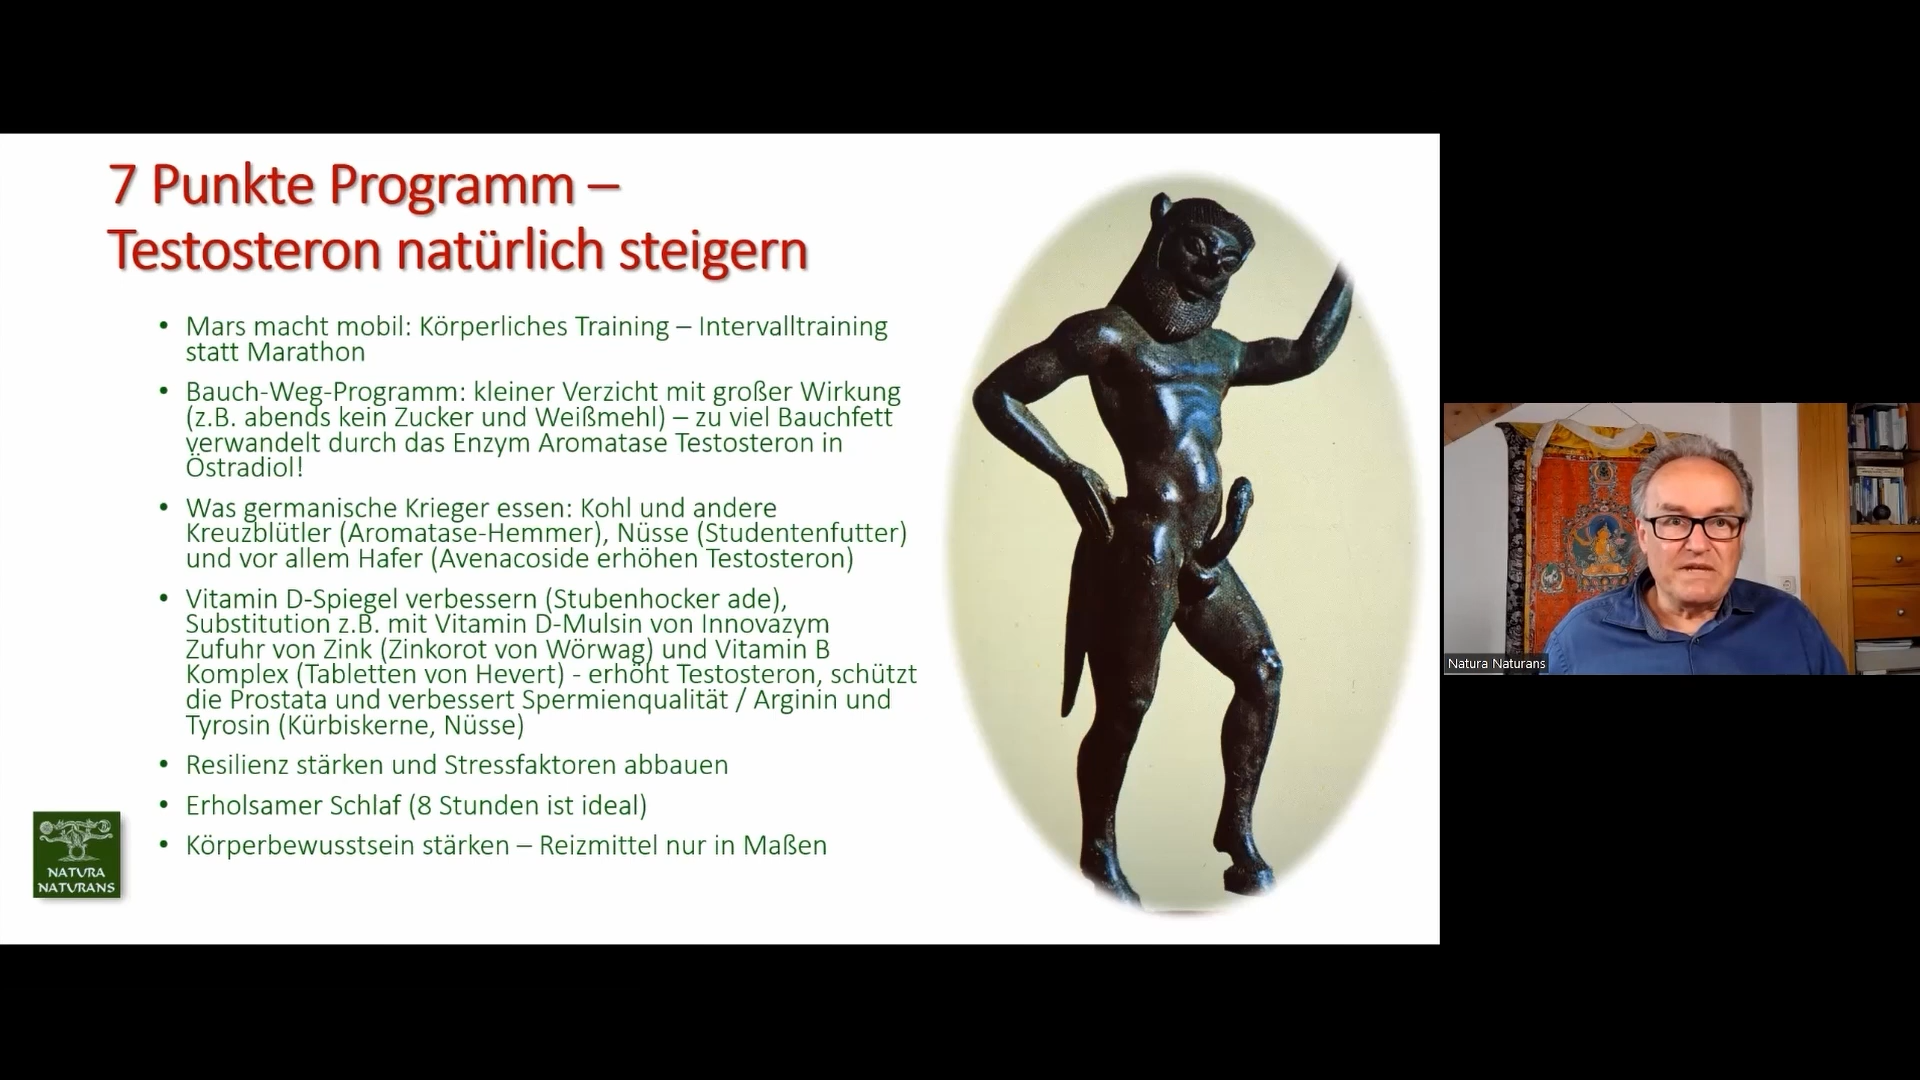 7 Punkte Programm –
Testosteron natürlich steigern
• Mars macht mobil: Körperliches Training – Intervalltraining
statt Marathon
• Bauch-Weg-Programm: kleiner Verzicht mit großer Wirkung
(z.B. abends kein Zucker und Weißmehl) – zu viel Bauchfett
verwandelt durch das Enzym Aromatase Testosteron in
Östradiol!
• Was germanische Krieger essen: Kohl und andere
Kreuzblütler (Aromatase-Hemmer), Nüsse (Studentenfutter)
und vor allem Hafer (Avenacoside erhöhen Testosteron)
• Vitamin D-Spiegel verbessern (Stubenhocker ade),
Substitution z.B. mit Vitamin D-Mulsin von Innovazym
Zufuhr von Zink (Zinkorot von Wörwag) und Vitamin B
Komplex (Tabletten von Hevert) - erhöht Testosteron, schützt
die Prostata und verbessert Spermienqualität / Arginin und
Tyrosin (Kürbiskerne, Nüsse)
• Resilienz stärken und Stressfaktoren abbauen
• Erholsamer Schlaf (8 Stunden ist ideal)
• Körperbewusstsein stärken – Reizmittel nur in Maßen
NATURA
NATURANS
Natura Naturans